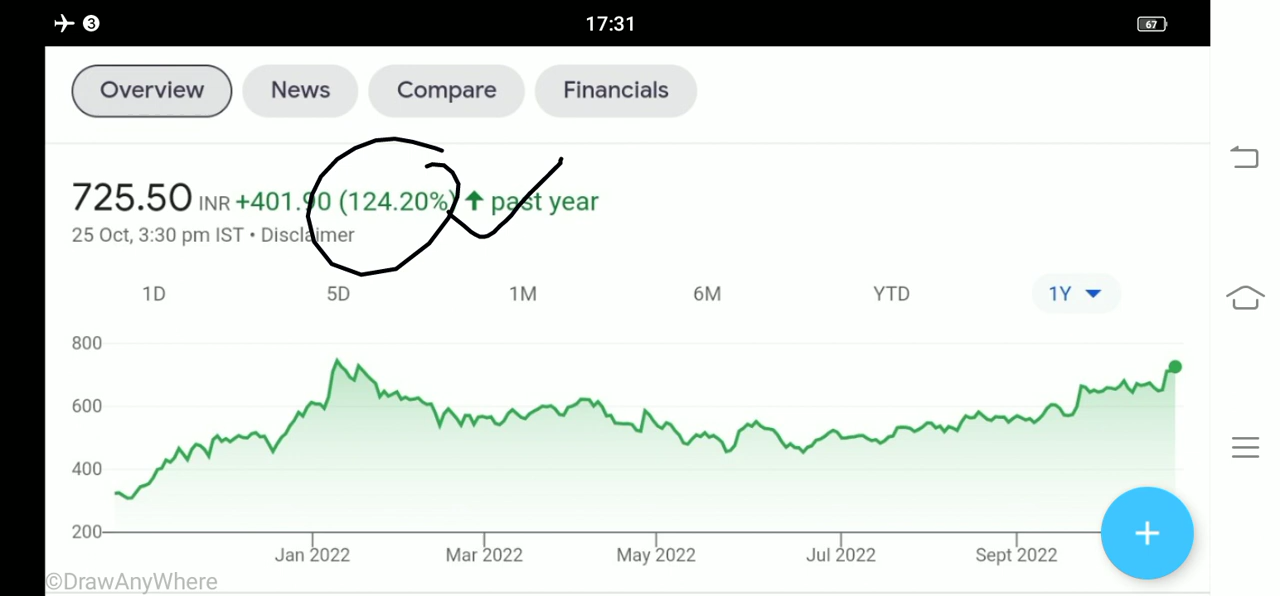 3 17:31 67
Overview News Compare Financials
725.50 INR +401.90 (124.20%) ↑ past year
25 Oct, 3:30 pm IST • Disclaimer
1D 5D 1M 6M YTD 1Y
800
600
400
200
Jan 2022 Mar 2022 May 2022 Jul 2022 Sept 2022
©DrawAnyWhere